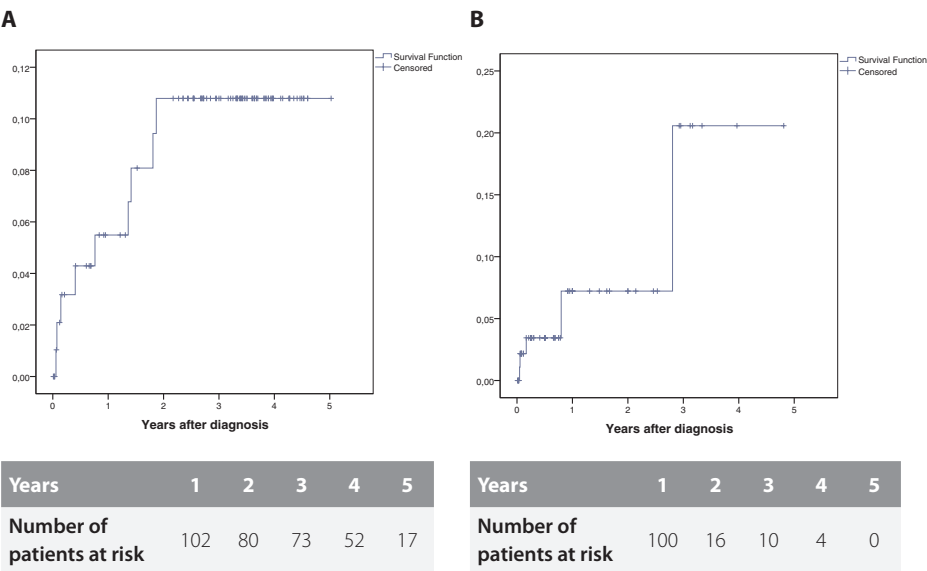 A
0,12
0,10
0,08
0,06
0,04
0,02
0,00
0 1 2 3 4 5
Years after diagnosis
Survival Function
Censored
Years 1 2 3 4 5
Number of
patients at risk 102 80 73 52 17
B
0,25
0,20
0,15
0,10
0,05
0,00
0 1 2 3 4 5
Years after diagnosis
Survival Function
Censored
Years 1 2 3 4 5
Number of
patients at risk 100 16 10 4 0